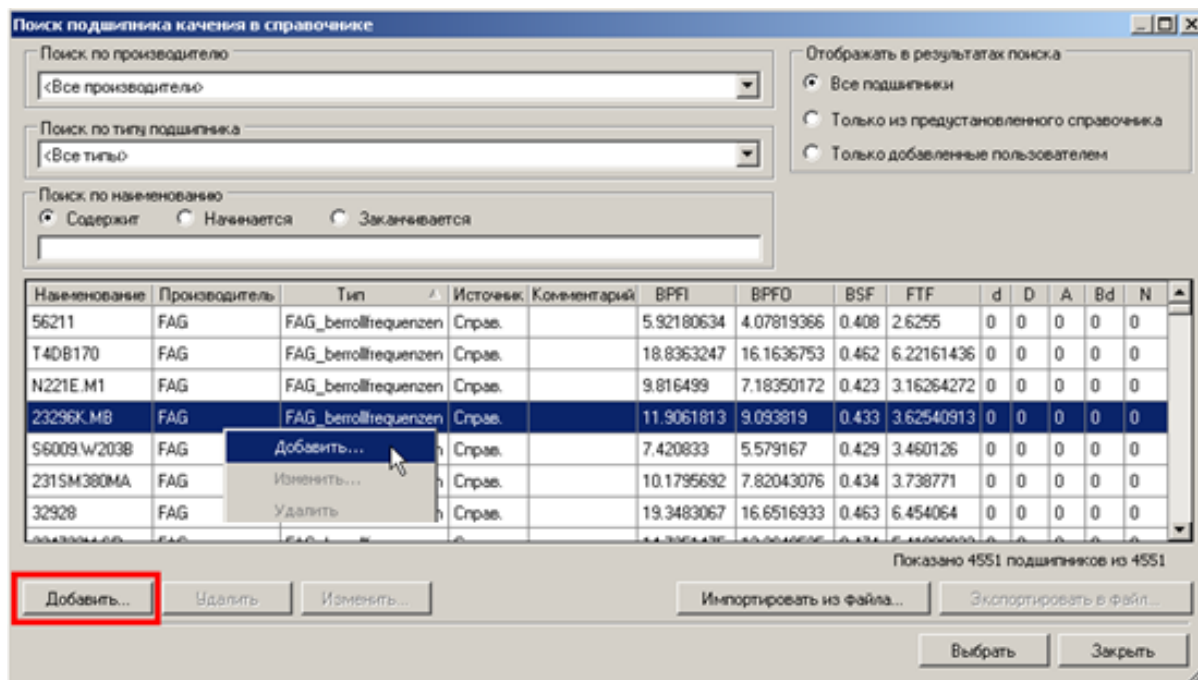 Поиск подшипника качения в справочнике
Поиск по производителю
<Все производители>
Отображать в результатах поиска
Все подшипники
Только из предустановленного справочника
Только добавленные пользователем
Поиск по типу подшипника
<Все типы>
Поиск по наименованию
Содержит Начинается Заканчивается
Наименование Производитель Тип Источник Комментарий BPFI BPFO BSF FTF d D A Bd N
56211 FAG FAG_berrollfrequenzen Справ. 5.92180634 4.07819366 0.408 2.6255 0 0 0 0 0
T4DB170 FAG FAG_berrollfrequenzen Справ. 18.8363247 16.1636753 0.462 6.22161436 0 0 0 0 0
N221E.M1 FAG FAG_berrollfrequenzen Справ. 9.816499 7.18350172 0.423 3.16264272 0 0 0 0 0
23296K.MB FAG FAG_berrollfrequenzen Справ. 11.9061813 9.093819 0.433 3.62540913 0 0 0 0 0
S6009.W203B FAG Справ. 7.420833 5.579167 0.429 3.460126 0 0 0 0 0
231SM380MA FAG Справ. 10.1795692 7.82043076 0.434 3.738771 0 0 0 0 0
32928 FAG Справ. 19.3483067 16.6516933 0.463 6.454064 0 0 0 0 0
Добавить...
Изменить...
Удалить
Показано 4551 подшипников из 4551
Добавить... Удалить Изменить... Импортировать из файла... Экспортировать в файл...
Выбрать Закрыть